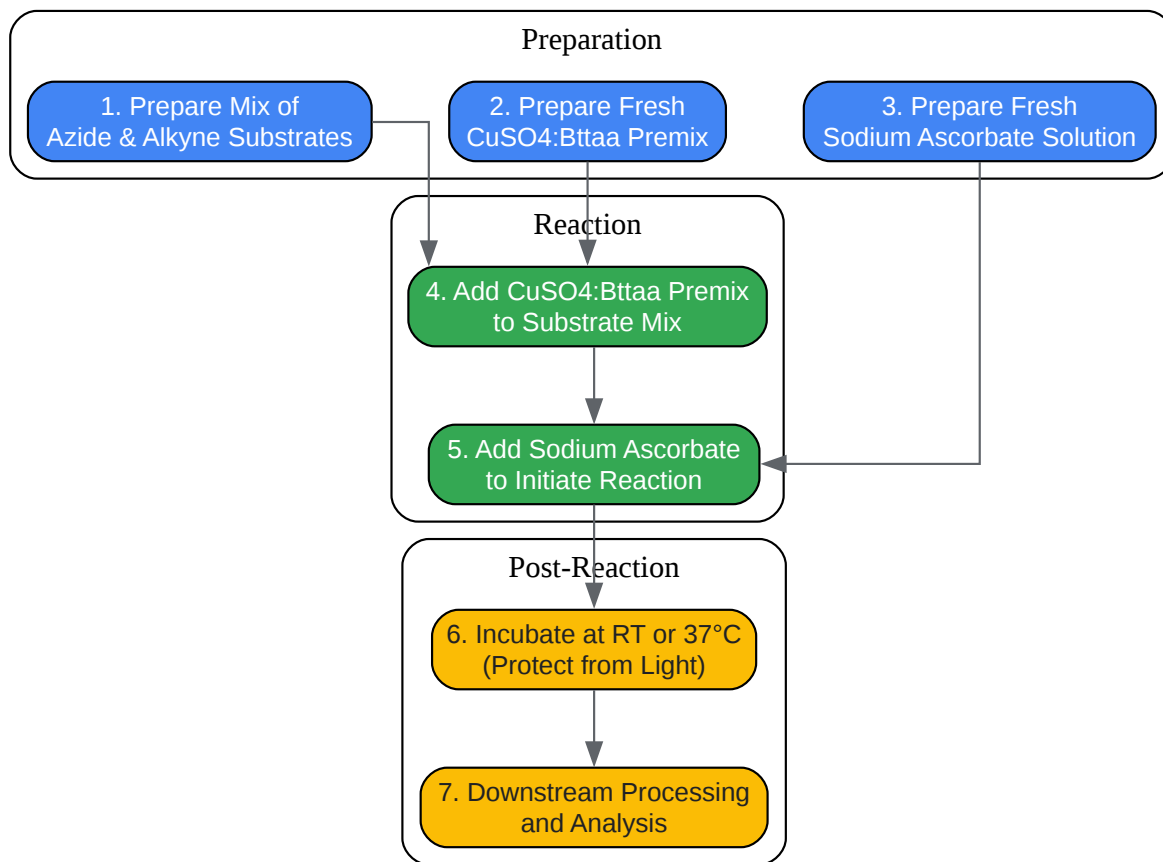 Preparation
1. Prepare Mix of
Azide & Alkyne Substrates
2. Prepare Fresh
CuSO4:Bttaa Premix
3. Prepare Fresh
Sodium Ascorbate Solution
Reaction
4. Add CuSO4:Bttaa Premix
to Substrate Mix
5. Add Sodium Ascorbate
to Initiate Reaction
Post-Reaction
6. Incubate at RT or 37°C
(Protect from Light)
7. Downstream Processing
and Analysis